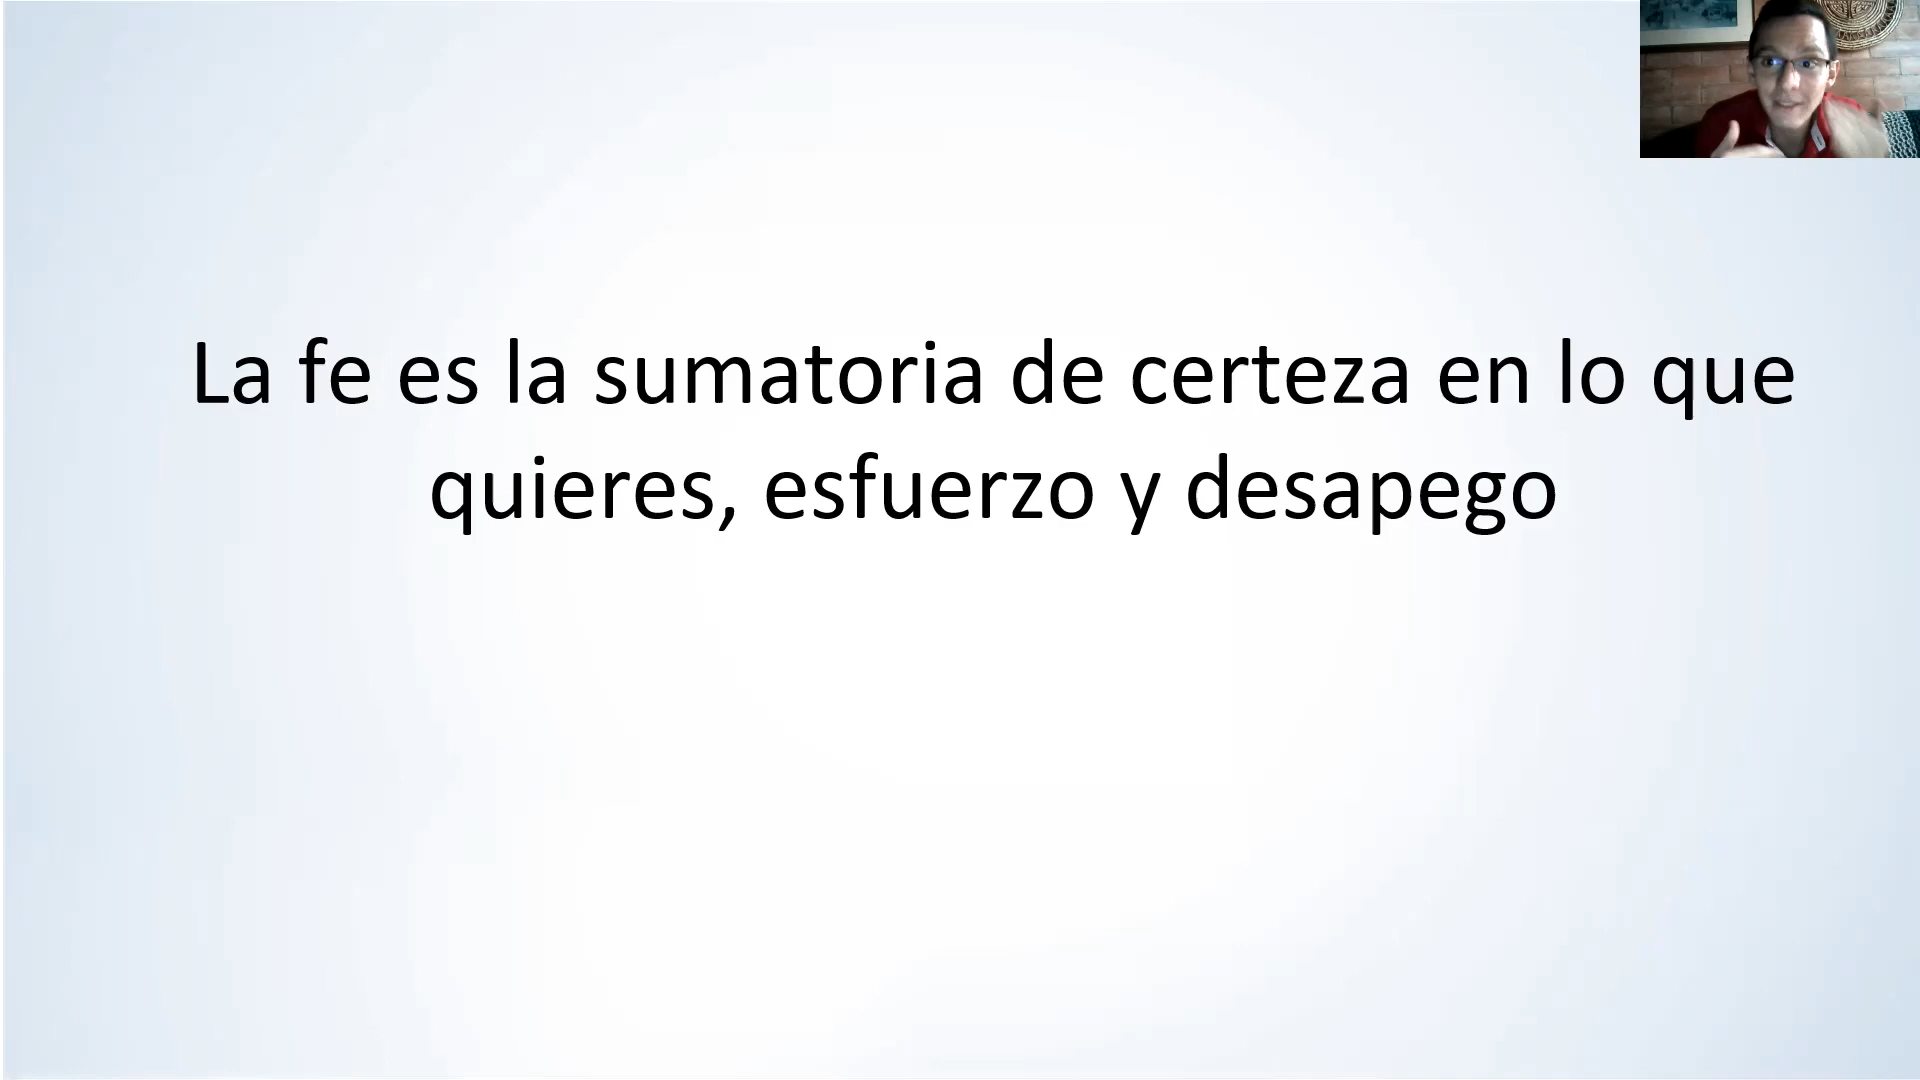 La fe es la sumatoria de certeza en lo que
quieres, esfuerzo y desapego